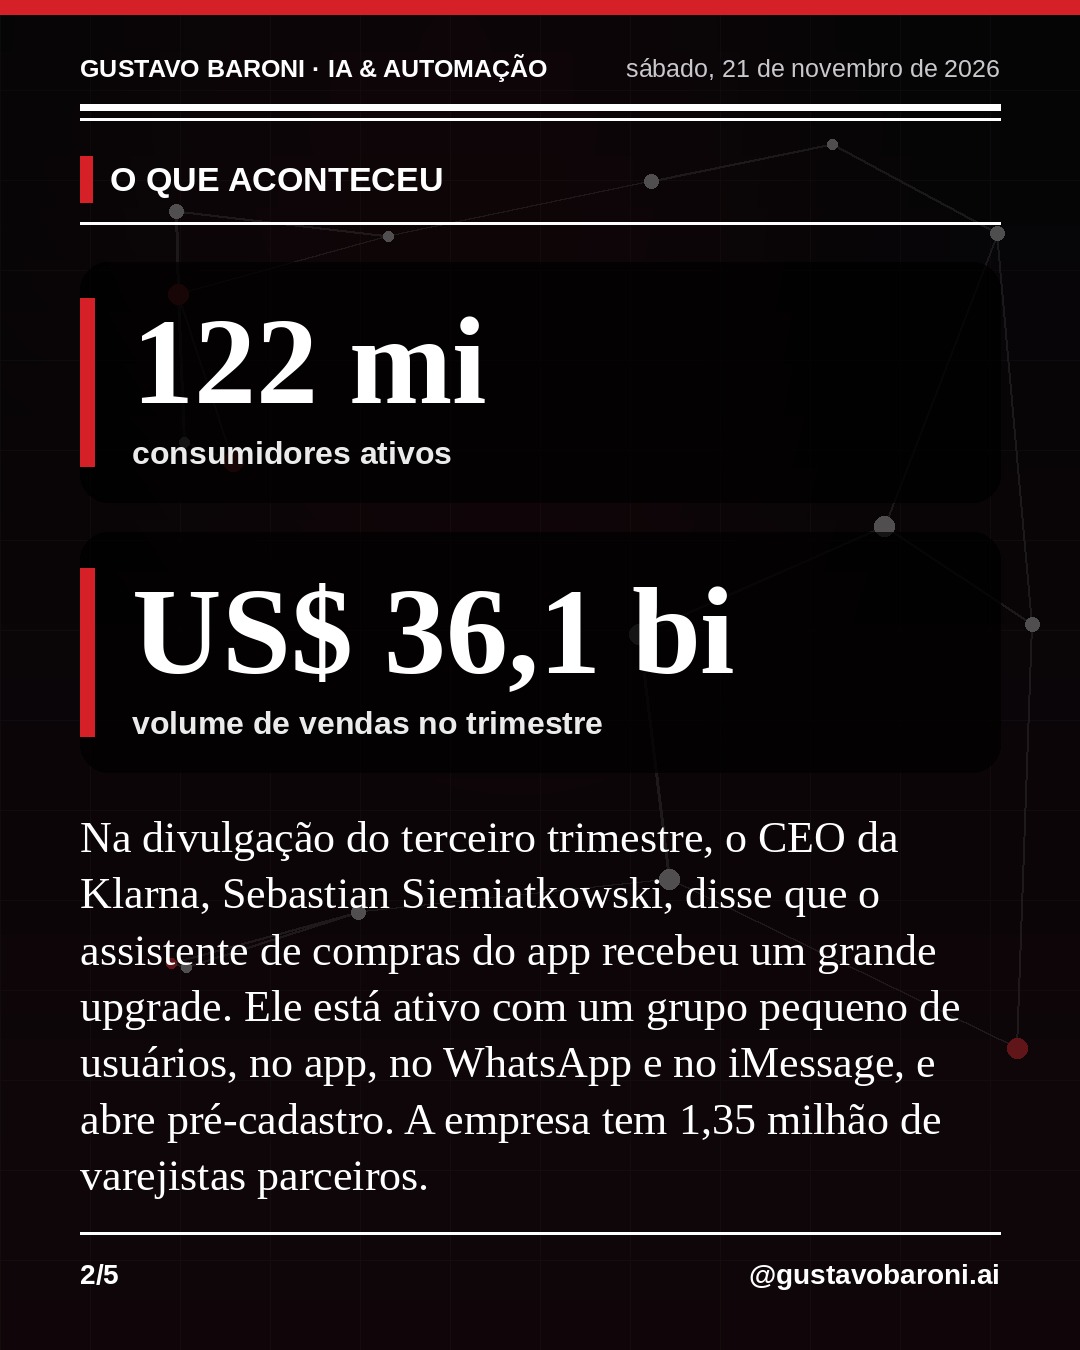 GUSTAVO BARONI · IA & AUTOMAÇÃO
sábado, 21 de novembro de 2026
O QUE ACONTECEU
122 mi
consumidores ativos
US$ 36,1 bi
volume de vendas no trimestre
Na divulgação do terceiro trimestre, o CEO da
Klarna, Sebastian Siemiatkowski, disse que o
assistente de compras do app recebeu um grande
upgrade. Ele está ativo com um grupo pequeno de
usuários, no app, no WhatsApp e no iMessage, e
abre pré-cadastro. A empresa tem 1,35 milhão de
varejistas parceiros.
2/5
@gustavobaroni.ai